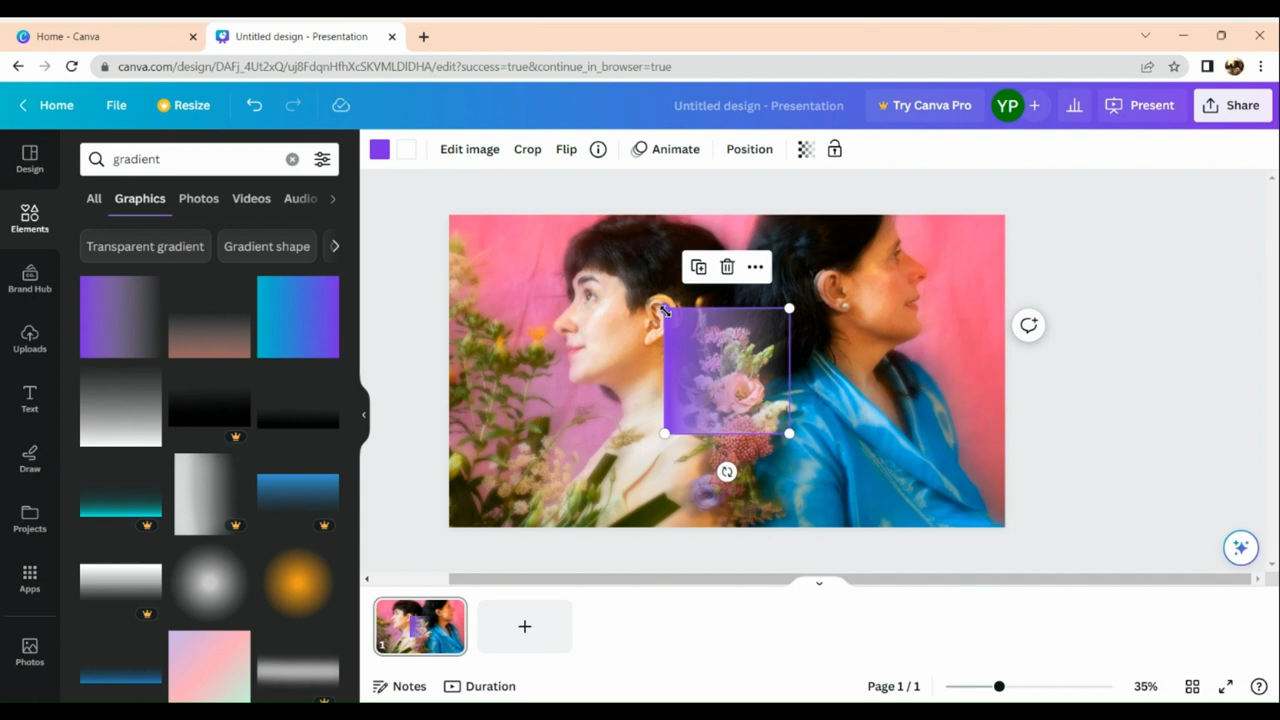 Home - Canva
Untitled design - Presentation
canva.com/design/DAFj_4Ut2xQ/uj8FdqnHfhXcSKVMLDIDHA/edit?success=true&continue_in_browser=true
Home
File
Resize
Untitled design - Presentation
Try Canva Pro
YP
Present
Share
Design
Elements
Brand Hub
Uploads
Text
Draw
Projects
Apps
Photos
gradient
All
Graphics
Photos
Videos
Audio
Transparent gradient
Gradient shape
Edit image
Crop
Flip
Animate
Position
1
Notes
Duration
Page 1 / 1
35%